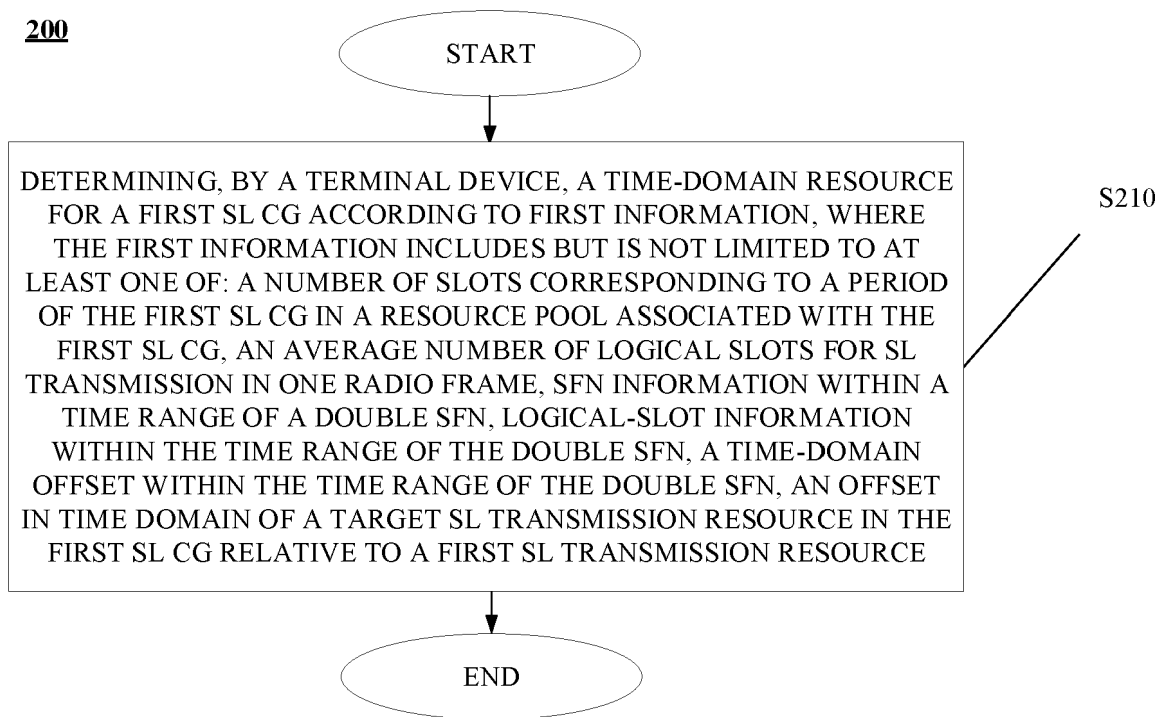 200
START
DETERMINING, BY A TERMINAL DEVICE, A TIME-DOMAIN RESOURCE
FOR A FIRST SL CG ACCORDING TO FIRST INFORMATION, WHERE
THE FIRST INFORMATION INCLUDES BUT IS NOT LIMITED TO AT
LEAST ONE OF: A NUMBER OF SLOTS CORRESPONDING TO A PERIOD
OF THE FIRST SL CG IN A RESOURCE POOL ASSOCIATED WITH THE
FIRST SL CG, AN AVERAGE NUMBER OF LOGICAL SLOTS FOR SL
TRANSMISSION IN ONE RADIO FRAME, SFN INFORMATION WITHIN A
TIME RANGE OF A DOUBLE SFN, LOGICAL-SLOT INFORMATION
WITHIN THE TIME RANGE OF THE DOUBLE SFN, A TIME-DOMAIN
OFFSET WITHIN THE TIME RANGE OF THE DOUBLE SFN, AN OFFSET
IN TIME DOMAIN OF A TARGET SL TRANSMISSION RESOURCE IN THE
FIRST SL CG RELATIVE TO A FIRST SL TRANSMISSION RESOURCE
S210
END